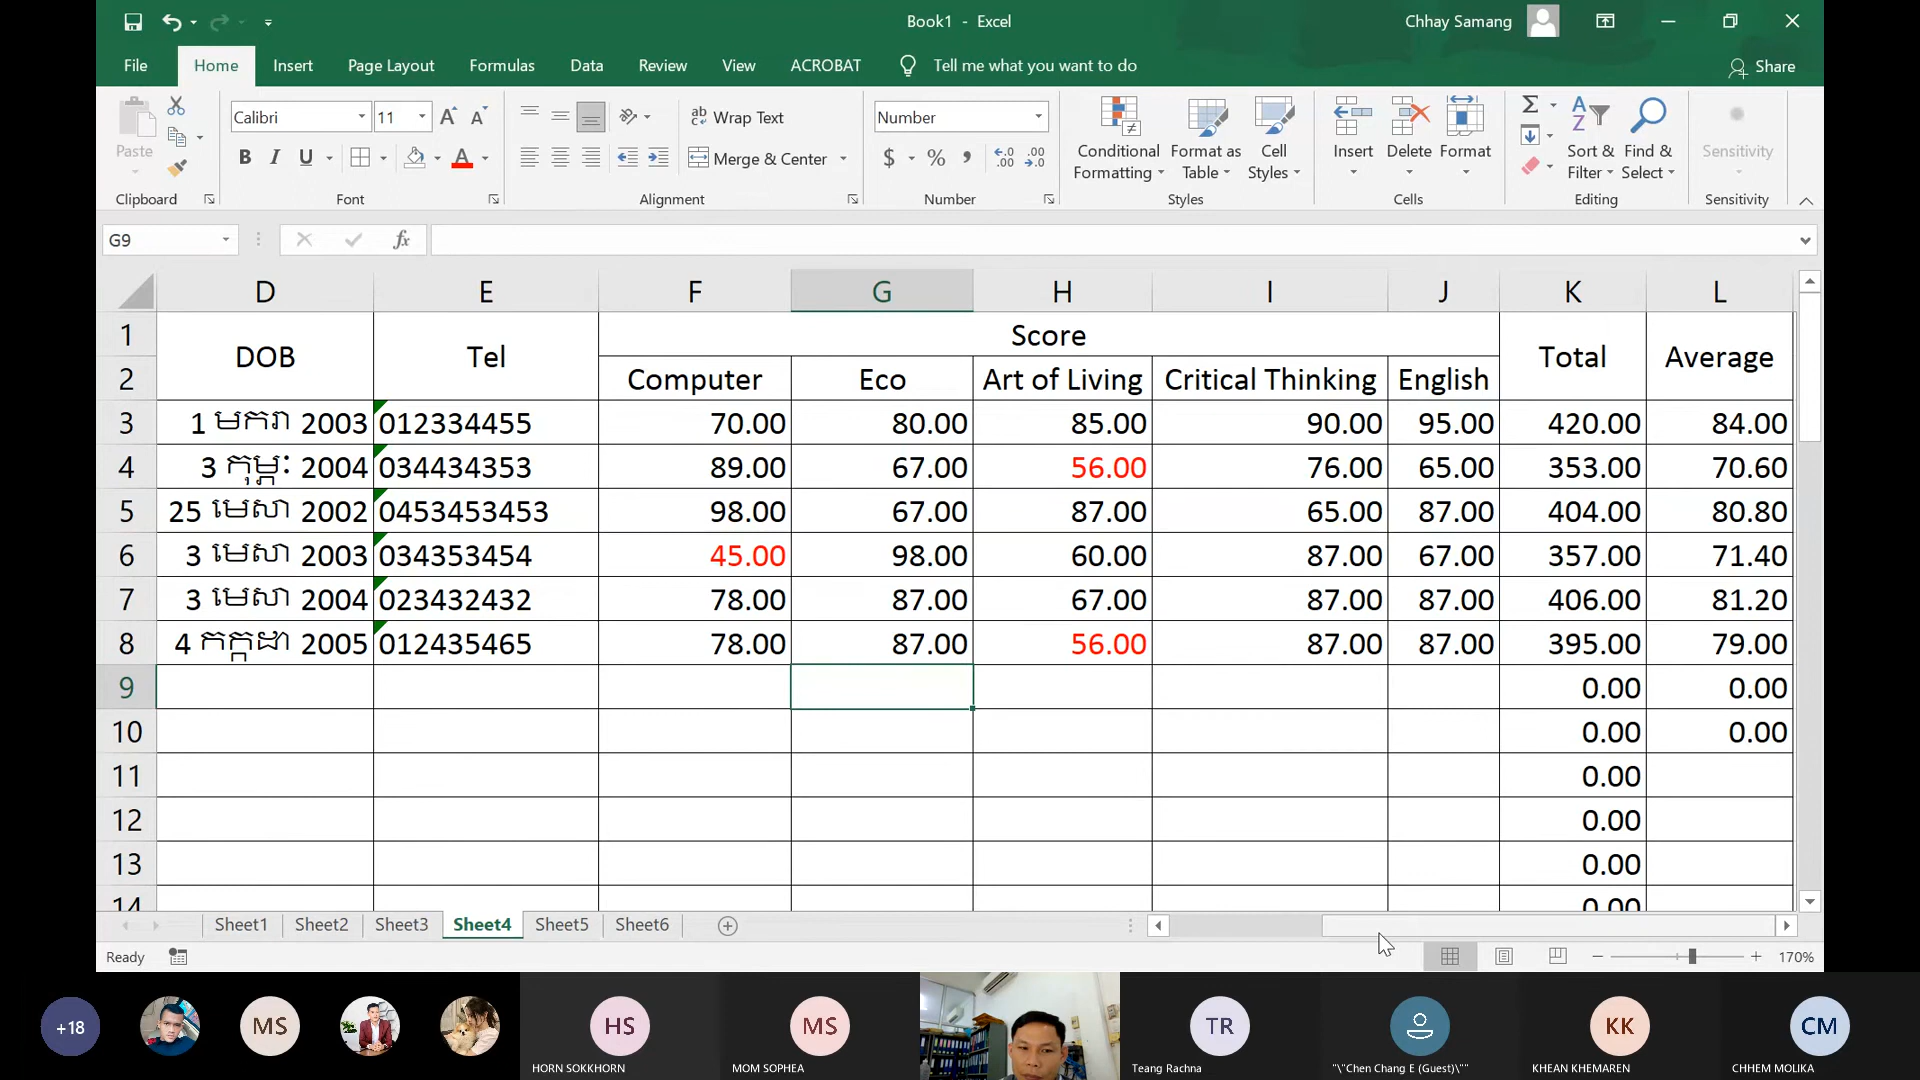 Book1 - Excel
Chhay Samang
File Home Insert Page Layout Formulas Data Review View ACROBAT Tell me what you want to do Share
Calibri 11 Wrap Text Number
Paste B I U Merge & Center $ % , Conditional Formatting Format as Table Cell Styles Insert Delete Format Sort & Filter Find & Select Sensitivity
Clipboard Font Alignment Number Styles Cells Editing Sensitivity
G9 fx
D E F G H I J K L
1 DOB Tel Score Total Average
2 Computer Eco Art of Living Critical Thinking English
3 1 មករា 2003 012334455 70.00 80.00 85.00 90.00 95.00 420.00 84.00
4 3 កុម្ភៈ 2004 034434353 89.00 67.00 56.00 76.00 65.00 353.00 70.60
5 25 មេសា 2002 0453453453 98.00 67.00 87.00 65.00 87.00 404.00 80.80
6 3 មេសា 2003 034353454 45.00 98.00 60.00 87.00 67.00 357.00 71.40
7 3 មេសា 2004 023432432 78.00 87.00 67.00 87.00 87.00 406.00 81.20
8 4 កក្កដា 2005 012435465 78.00 87.00 56.00 87.00 87.00 395.00 79.00
9 0.00 0.00
10 0.00 0.00
11 0.00
12 0.00
13 0.00
14 0.00
Sheet1 Sheet2 Sheet3 Sheet4 Sheet5 Sheet6
Ready 170%
+18 MS HS MS TR KK CM
HORN SOKKHORN MOM SOPHEA Teang Rachna "\"Chen Chang E (Guest)\"" KHEAN KHEMAREN CHHEM MOLIKA